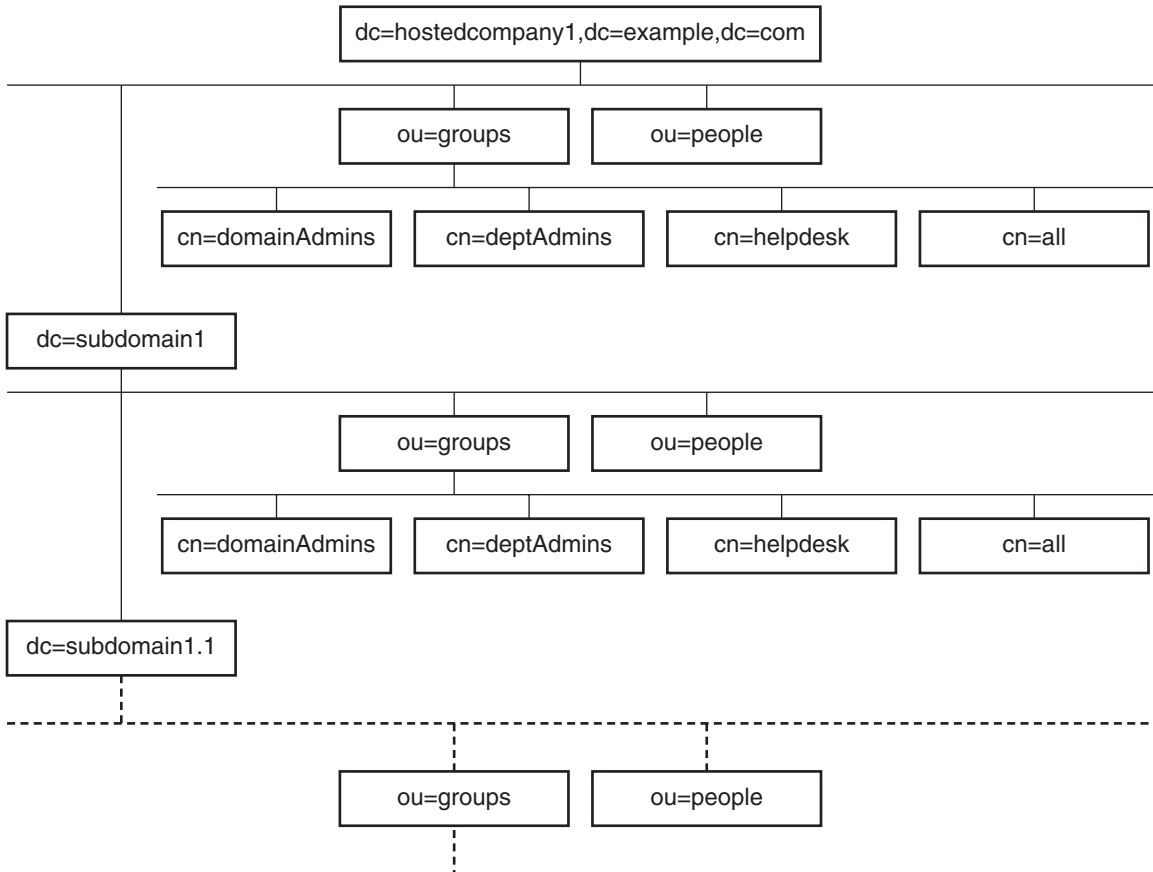 dc=hostedcompany1,dc=example,dc=com
ou=groups
ou=people
cn=domainAdmins
cn=deptAdmins
cn=helpdesk
cn=all
dc=subdomain1
ou=groups
ou=people
cn=domainAdmins
cn=deptAdmins
cn=helpdesk
cn=all
dc=subdomain1.1
ou=groups
ou=people